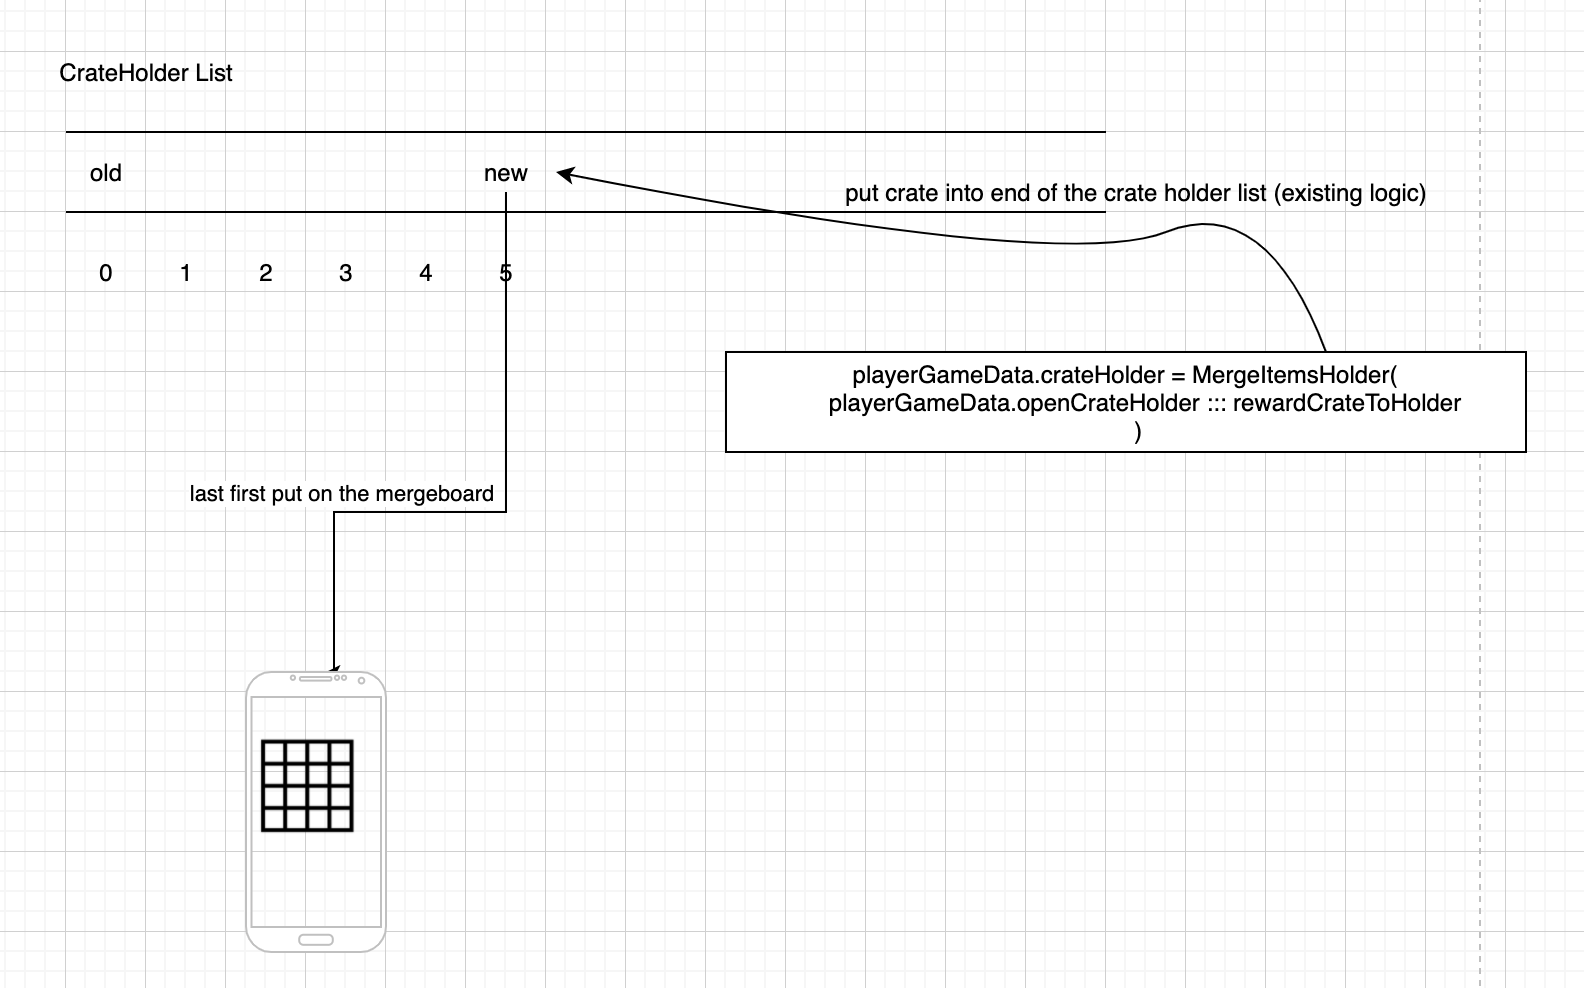 CrateHolder List
old
new
put crate into end of the crate holder list (existing logic)
0 1 2 3 4 5
playerGameData.crateHolder = MergeItemsHolder(
playerGameData.openCrateHolder ::: rewardCrateToHolder
)
last first put on the mergeboard